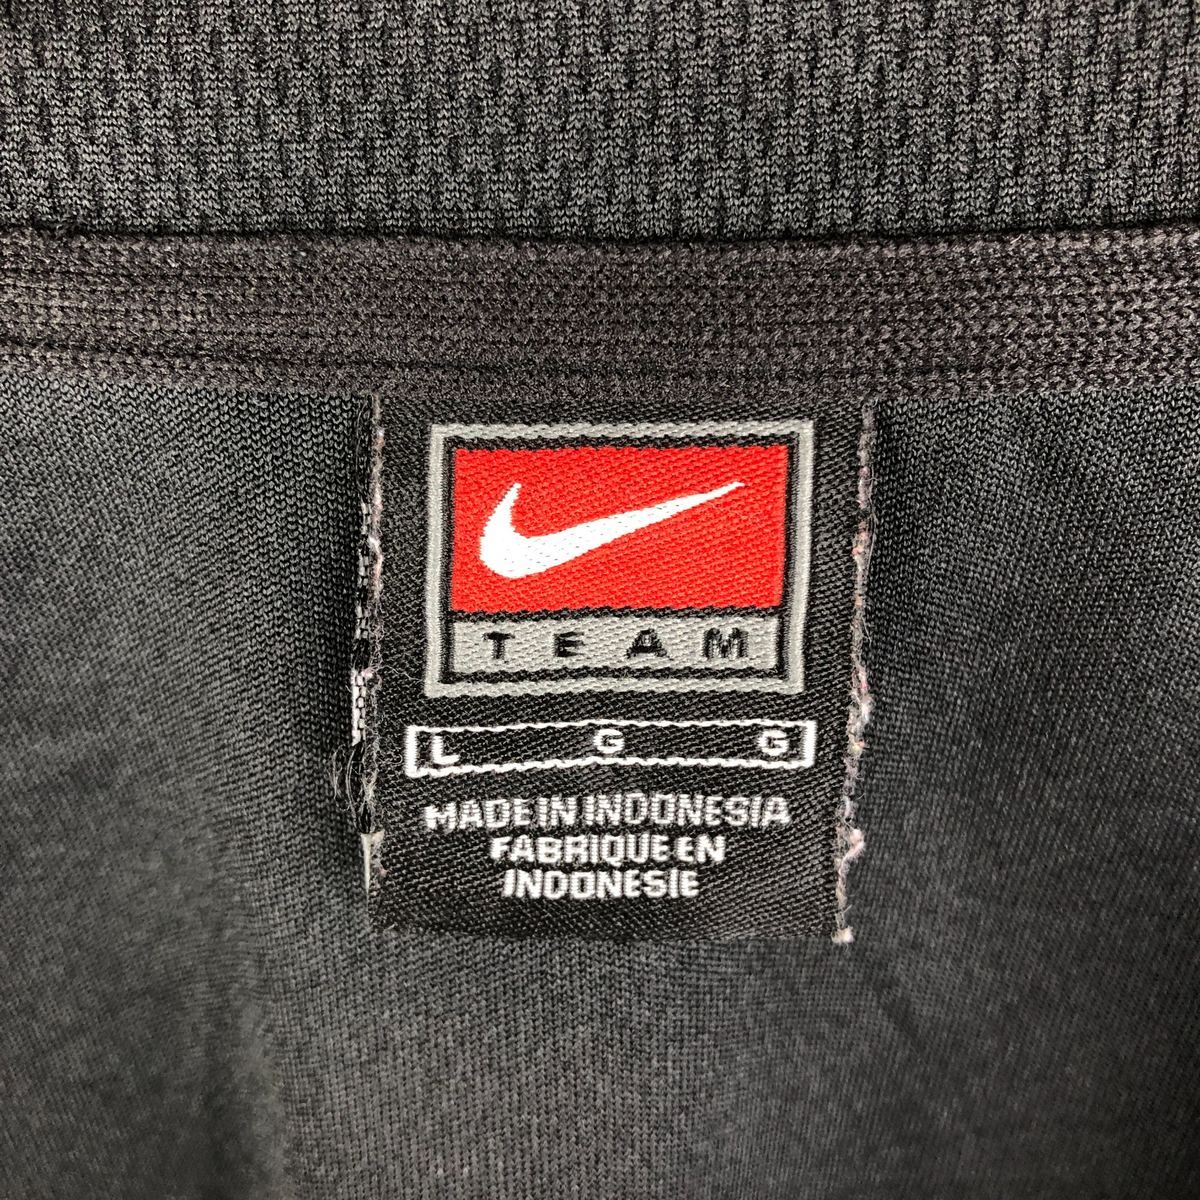 TEAM
L G G
MADE IN INDONESIA
FABRIQUE EN
INDONESIE